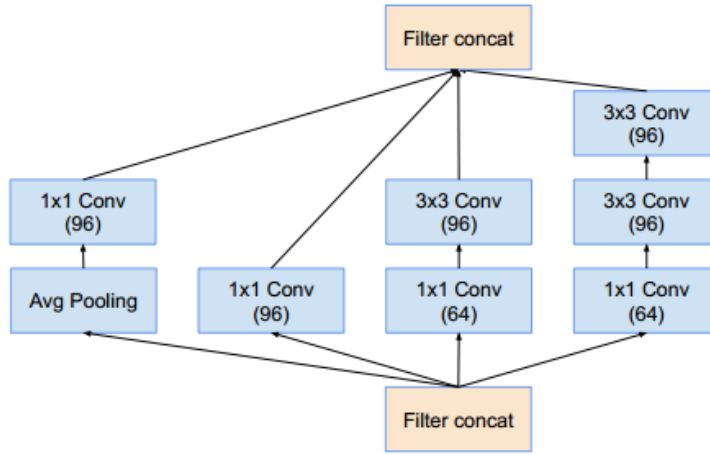 Filter concat
3x3 Conv
(96)
1x1 Conv
(96)
3x3 Conv
(96)
3x3 Conv
(96)
Avg Pooling
1x1 Conv
(96)
1x1 Conv
(64)
1x1 Conv
(64)
Filter concat